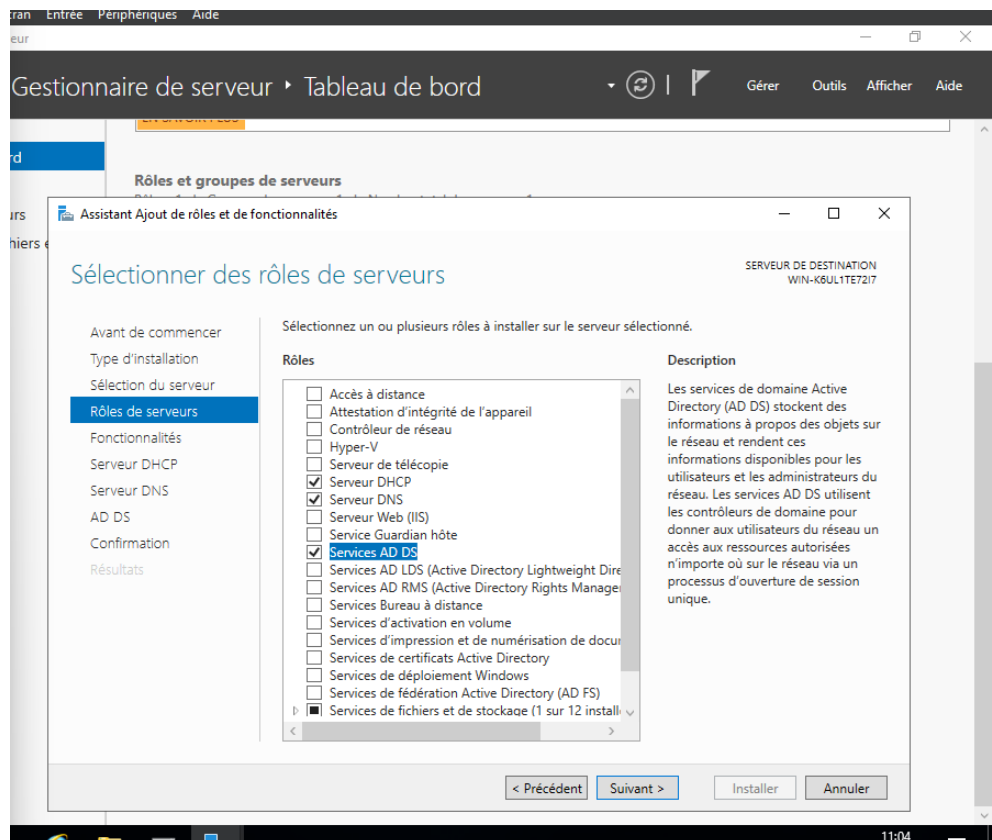 Entrée Périphériques Aide
Gestionnaire de serveur ‣ Tableau de bord
Gérer Outils Afficher Aide
EN SAVOIR PLUS
Rôles et groupes de serveurs
Assistant Ajout de rôles et de fonctionnalités
Sélectionner des rôles de serveurs
SERVEUR DE DESTINATION
WIN-K6UL1TE72I7
Avant de commencer
Type d'installation
Sélection du serveur
Rôles de serveurs
Fonctionnalités
Serveur DHCP
Serveur DNS
AD DS
Confirmation
Résultats
Sélectionnez un ou plusieurs rôles à installer sur le serveur sélectionné.
Rôles
Accès à distance
Attestation d'intégrité de l'appareil
Contrôleur de réseau
Hyper-V
Serveur de télécopie
Serveur DHCP
Serveur DNS
Serveur Web (IIS)
Service Guardian hôte
Services AD DS
Services AD LDS (Active Directory Lightweight Dire
Services AD RMS (Active Directory Rights Manage
Services Bureau à distance
Services d'activation en volume
Services d'impression et de numérisation de docu
Services de certificats Active Directory
Services de déploiement Windows
Services de fédération Active Directory (AD FS)
Services de fichiers et de stockage (1 sur 12 install
Description
Les services de domaine Active
Directory (AD DS) stockent des
informations à propos des objets sur
le réseau et rendent ces
informations disponibles pour les
utilisateurs et les administrateurs du
réseau. Les services AD DS utilisent
les contrôleurs de domaine pour
donner aux utilisateurs du réseau un
accès aux ressources autorisées
n'importe où sur le réseau via un
processus d'ouverture de session
unique.
< Précédent Suivant > Installer Annuler
11:04